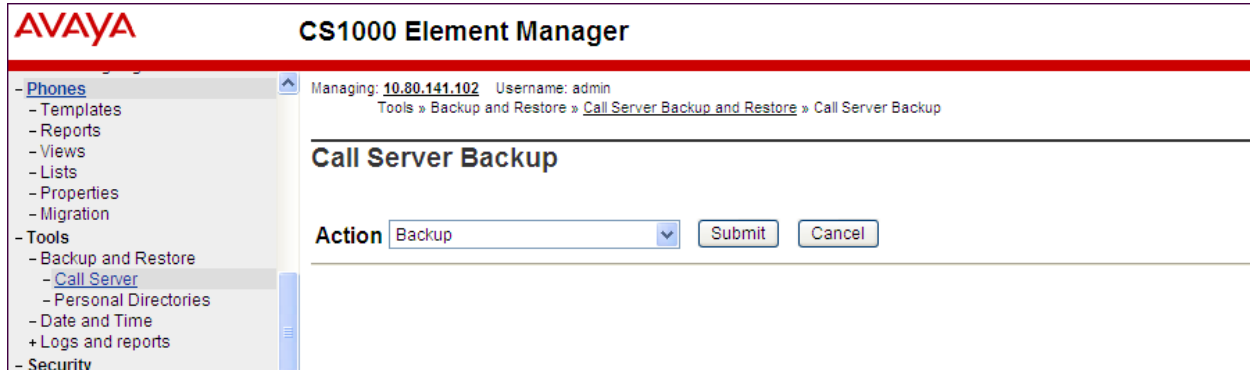 AVAYA
CS1000 Element Manager
- Phones
- Templates
- Reports
- Views
- Lists
- Properties
- Migration
- Tools
- Backup and Restore
- Call Server
- Personal Directories
- Date and Time
+ Logs and reports
- Security
Managing: 10.80.141.102 Username: admin
Tools » Backup and Restore » Call Server Backup and Restore » Call Server Backup
Call Server Backup
Action Backup Submit Cancel